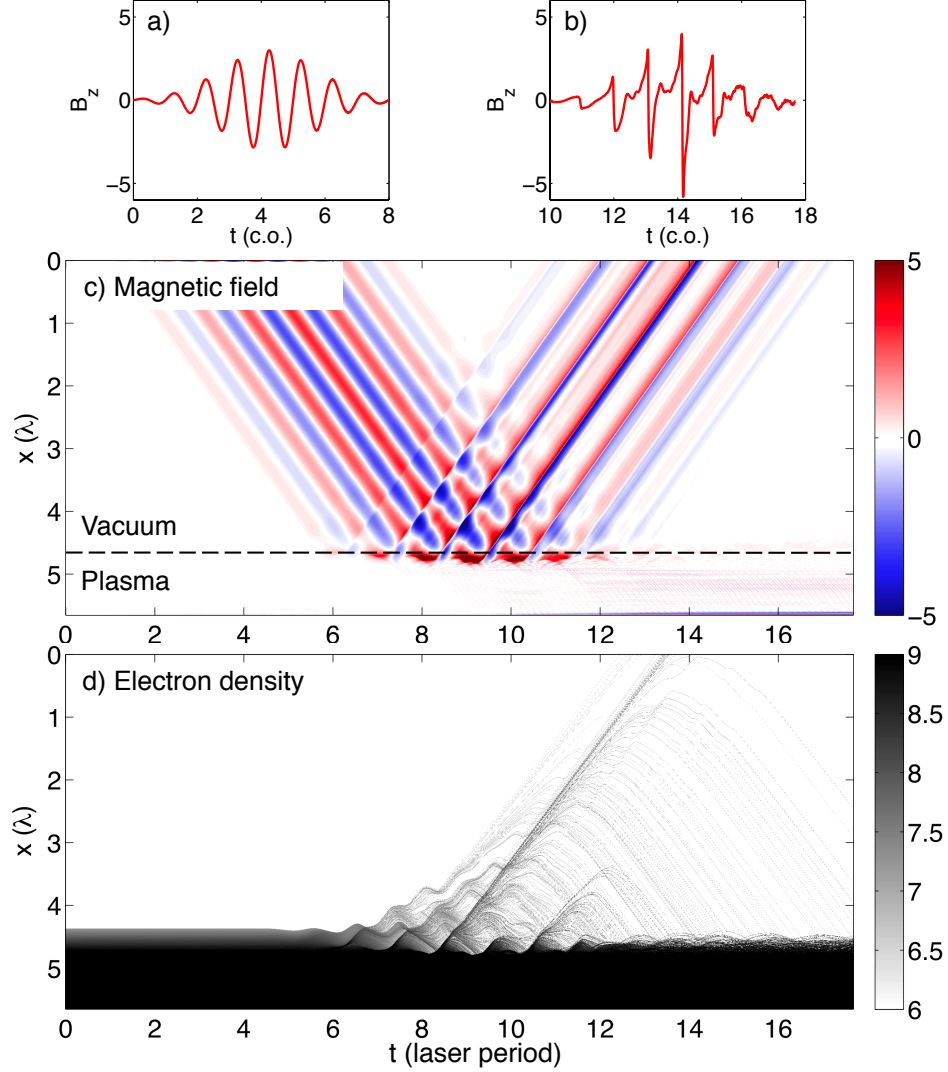 a)
5
0
−5
B_z
0 2 4 6 8
t (c.o.)
b)
5
0
−5
B_z
10 12 14 16 18
t (c.o.)
c) Magnetic field
0
1
2
3
4
5
x (λ)
Vacuum
Plasma
0 2 4 6 8 10 12 14 16
5
0
−5
d) Electron density
0
1
2
3
4
5
x (λ)
0 2 4 6 8 10 12 14 16
t (laser period)
9
8.5
8
7.5
7
6.5
6